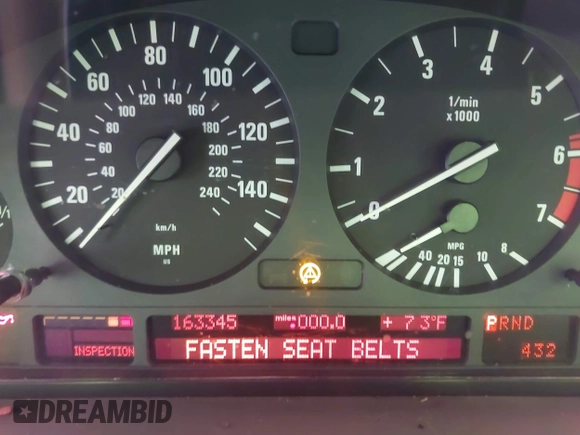 80
60
100
40
120
20
140
120 140
100 160
80 180
60 200
40 220
20 240
km/h
MPH
US
4
3
5
2
6
1
7
0
1/min
x 1000
MPG
40 20 15 10 8
163345 miles 000.0 + 73°F
PRND
432
INSPECTION
FASTEN SEAT BELTS
DREAMBID